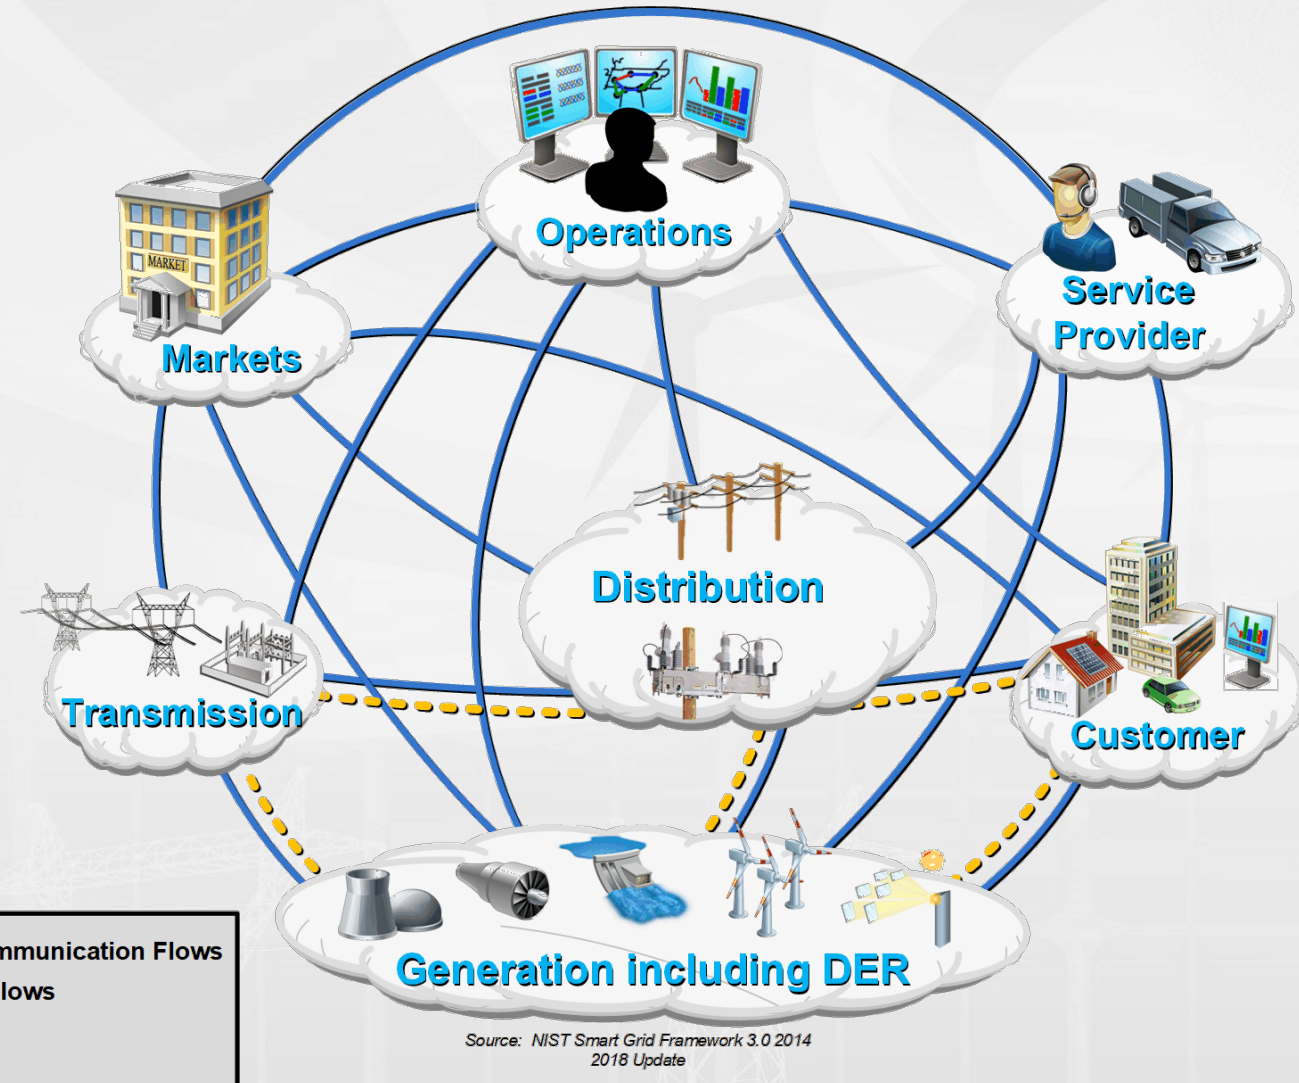 Operations
MARKET
Markets
Service
Provider
Distribution
Transmission
Customer
Generation including DER
mmunication Flows
lows
Source: NIST Smart Grid Framework 3.0 2014
2018 Update